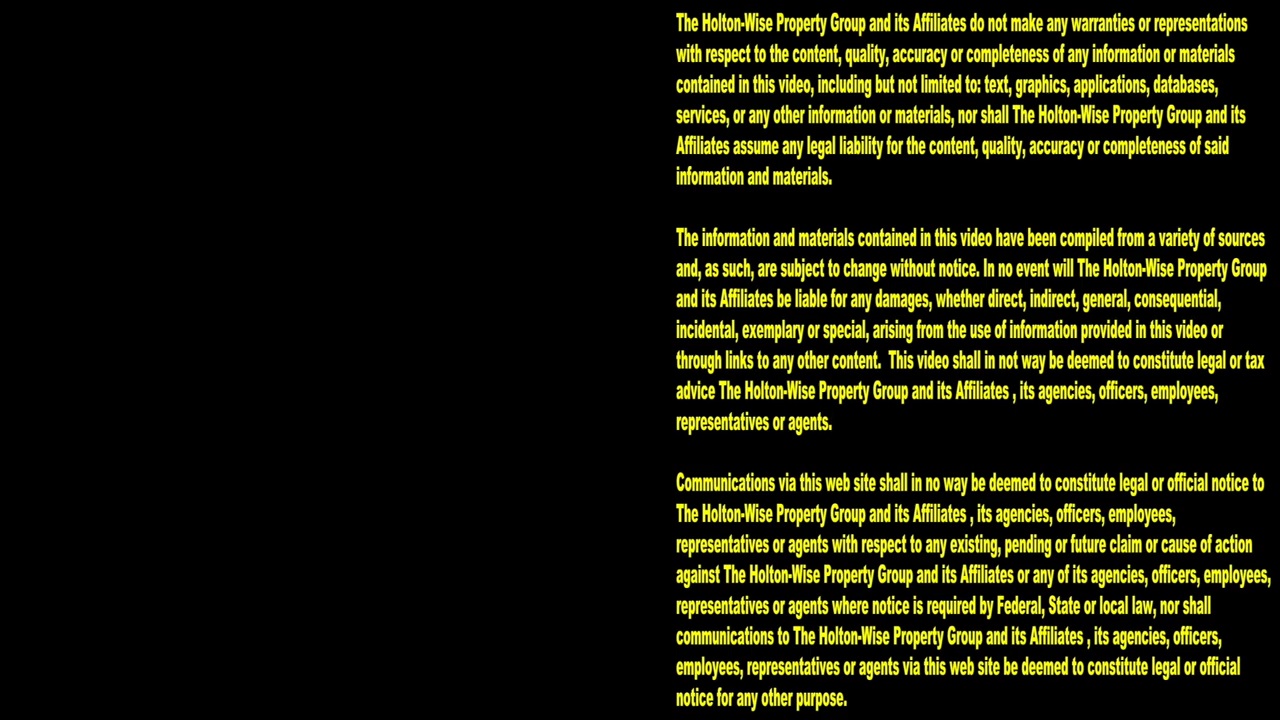 The Holton-Wise Property Group and its Affiliates do not make any warranties or representations
with respect to the content, quality, accuracy or completeness of any information or materials
contained in this video, including but not limited to: text, graphics, applications, databases,
services, or any other information or materials, nor shall The Holton-Wise Property Group and its
Affiliates assume any legal liability for the content, quality, accuracy or completeness of said
information and materials.
The information and materials contained in this video have been compiled from a variety of sources
and, as such, are subject to change without notice. In no event will The Holton-Wise Property Group
and its Affiliates be liable for any damages, whether direct, indirect, general, consequential,
incidental, exemplary or special, arising from the use of information provided in this video or
through links to any other content.  This video shall in not way be deemed to constitute legal or tax
advice The Holton-Wise Property Group and its Affiliates , its agencies, officers, employees,
representatives or agents.
Communications via this web site shall in no way be deemed to constitute legal or official notice to
The Holton-Wise Property Group and its Affiliates , its agencies, officers, employees,
representatives or agents with respect to any existing, pending or future claim or cause of action
against The Holton-Wise Property Group and its Affiliates or any of its agencies, officers, employees,
representatives or agents where notice is required by Federal, State or local law, nor shall
communications to The Holton-Wise Property Group and its Affiliates , its agencies, officers,
employees, representatives or agents via this web site be deemed to constitute legal or official
notice for any other purpose.